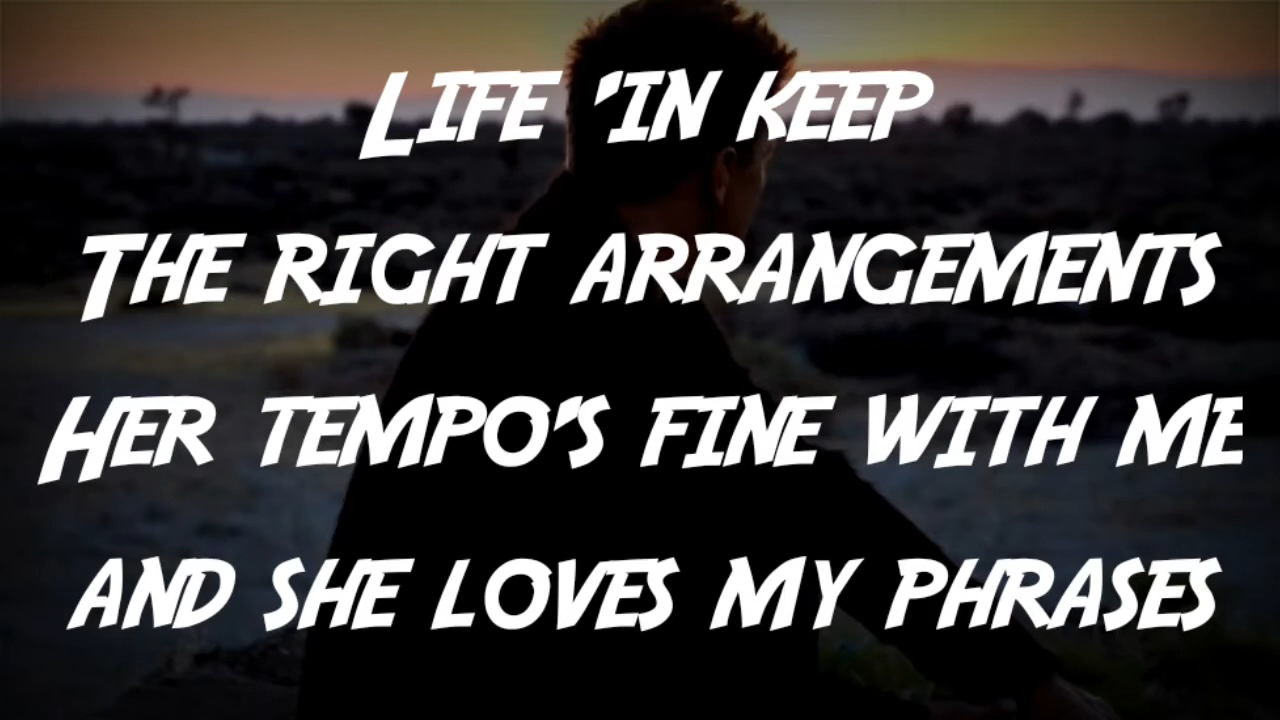 Life 'in keep
The right arrangements
Her tempo's fine with me
and she loves my phrases